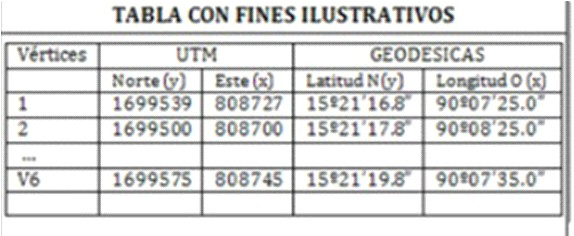 TABLA CON FINES ILUSTRATIVOS
Vértices UTM GEODESICAS
Norte (y) Este (x) Latitud N(y) Longitud O (x)
1 1699539 808727 15º21'16.8" 90º07'25.0"
2 1699500 808700 15º21'17.8" 90º08'25.0"
...
V6 1699575 808745 15º21'19.8" 90º07'35.0"